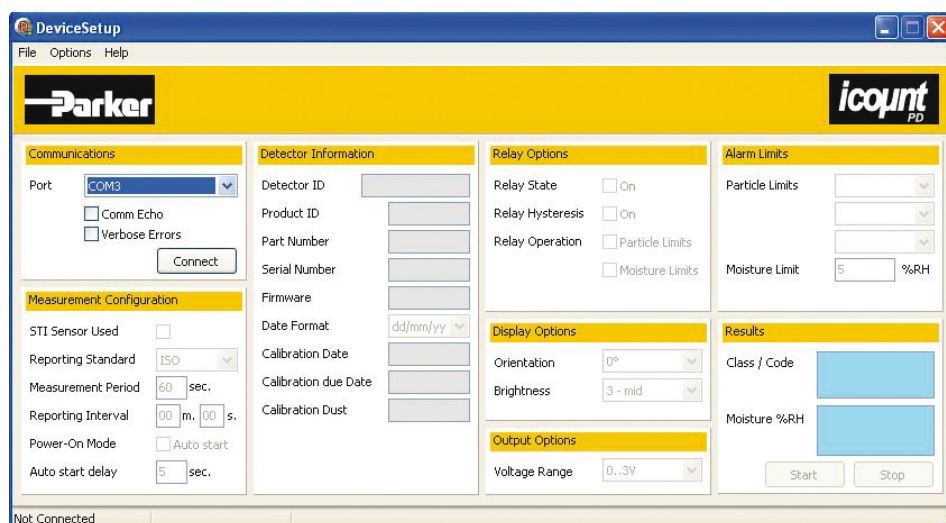 DeviceSetup
File Options Help
Parker
icount
PD
Communications
Port COM3
Comm Echo
Verbose Errors
Connect
Measurement Configuration
STI Sensor Used
Reporting Standard ISO
Measurement Period 60 sec.
Reporting Interval 00 m. 00 s.
Power-On Mode Auto start
Auto start delay 5 sec.
Detector Information
Detector ID
Product ID
Part Number
Serial Number
Firmware
Date Format dd/mm/yy
Calibration Date
Calibration due Date
Calibration Dust
Relay Options
Relay State On
Relay Hysteresis On
Relay Operation Particle Limits
Moisture Limits
Display Options
Orientation 0°
Brightness 3 - mid
Output Options
Voltage Range 0..3V
Alarm Limits
Particle Limits
Moisture Limit 5 %RH
Results
Class / Code
Moisture %RH
Start Stop
Not Connected